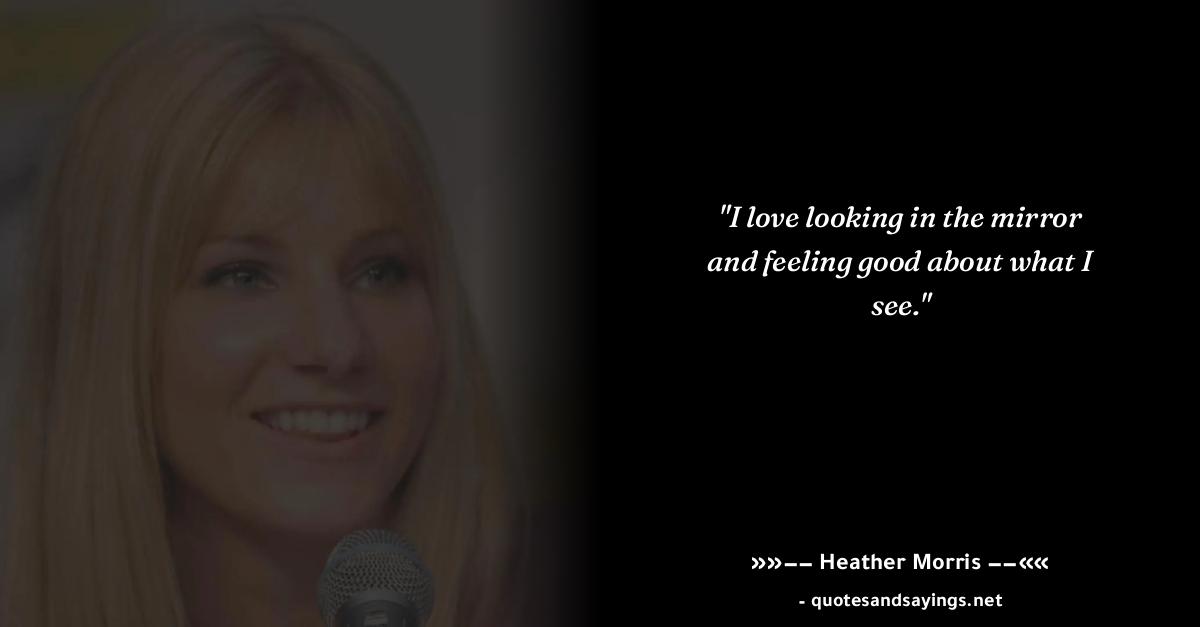 "I love looking in the mirror
and feeling good about what I
see."
»»—— Heather Morris ——««
- quotesandsayings.net